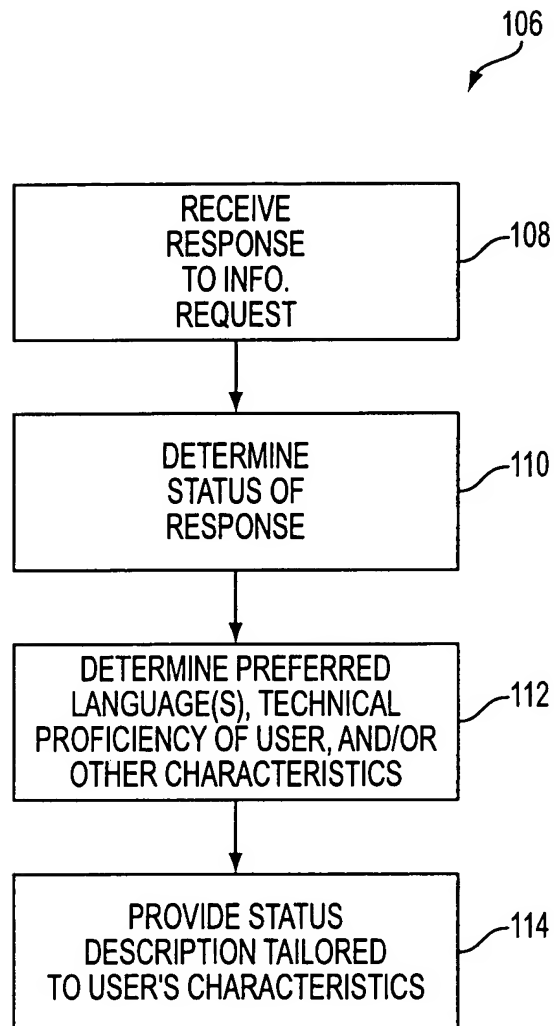 106
RECEIVE
RESPONSE
TO INFO.
REQUEST
108
DETERMINE
STATUS OF
RESPONSE
110
DETERMINE PREFERRED
LANGUAGE(S), TECHNICAL
PROFICIENCY OF USER, AND/OR
OTHER CHARACTERISTICS
112
PROVIDE STATUS
DESCRIPTION TAILORED
TO USER'S CHARACTERISTICS
114